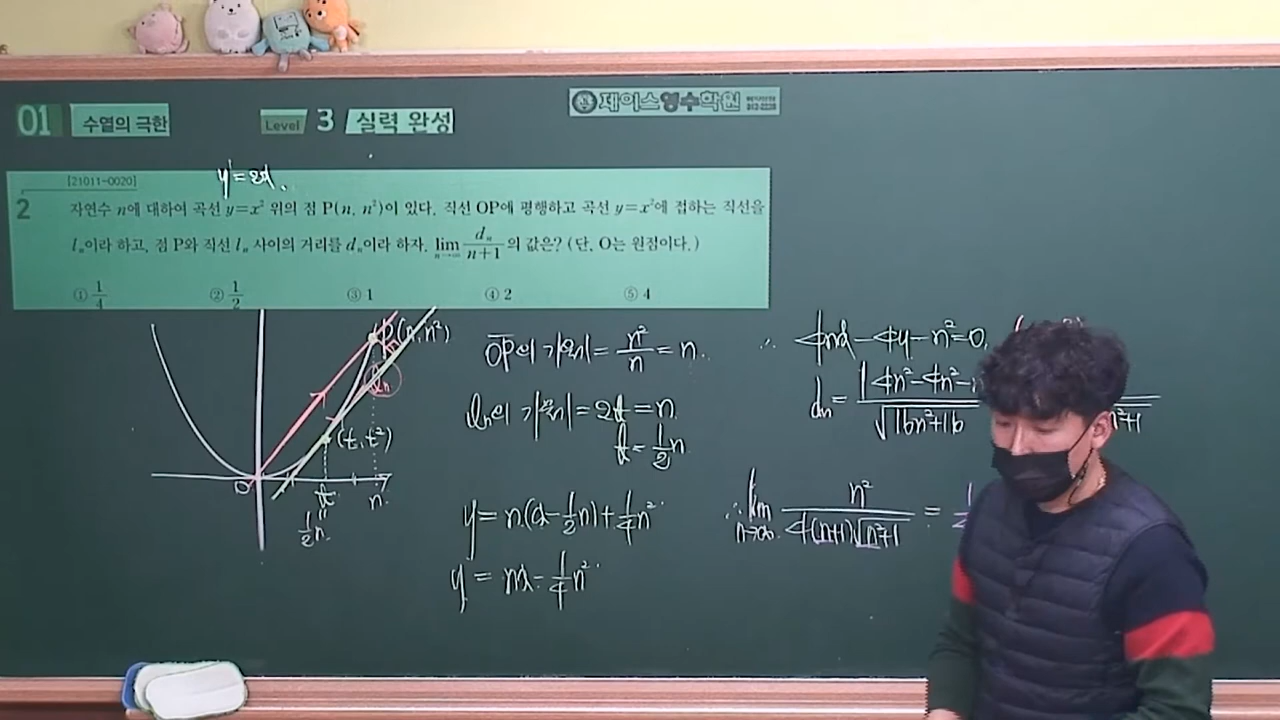 제이스영수학원
01 수열의 극한 Level 3 실력 완성
[21011-0020]
y'=2x
2 자연수 n에 대하여 곡선 y=x² 위의 점 P(n, n²)이 있다. 직선 OP에 평행하고 곡선 y=x²에 접하는 직선을
lₙ이라 하고, 점 P와 직선 lₙ 사이의 거리를 dₙ이라 하자. lim n→∞ dₙ/(n+1)의 값은? (단, O는 원점이다.)
① 1/4 ② 1/2 ③ 1 ④ 2 ⑤ 4
P(n, n²)
lₙ
(t, t²)
O t n
1/2 n
OP의 기울기 = n²/n = n.
lₙ의 기울기 = 2t = n
t = 1/2 n
y = n(x - 1/2 n) + 1/4 n²
y = nx - 1/4 n²
∴ 4nx - 4y - n² = 0,
dₙ = |4n² - 4n² - n
√16n²+16
n²+1
∴ lim n→∞ n² / 4(n+1)√n²+1 =